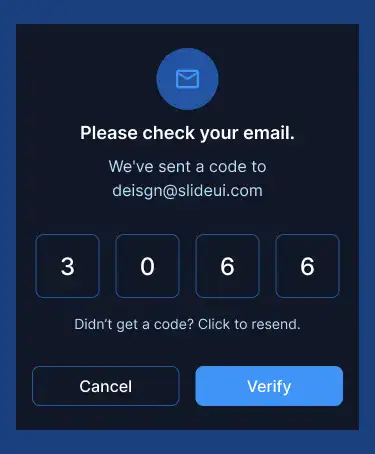 Please check your email.
We've sent a code to
deisgn@slideui.com
3 0 6 6
Didn't get a code? Click to resend.
Cancel Verify